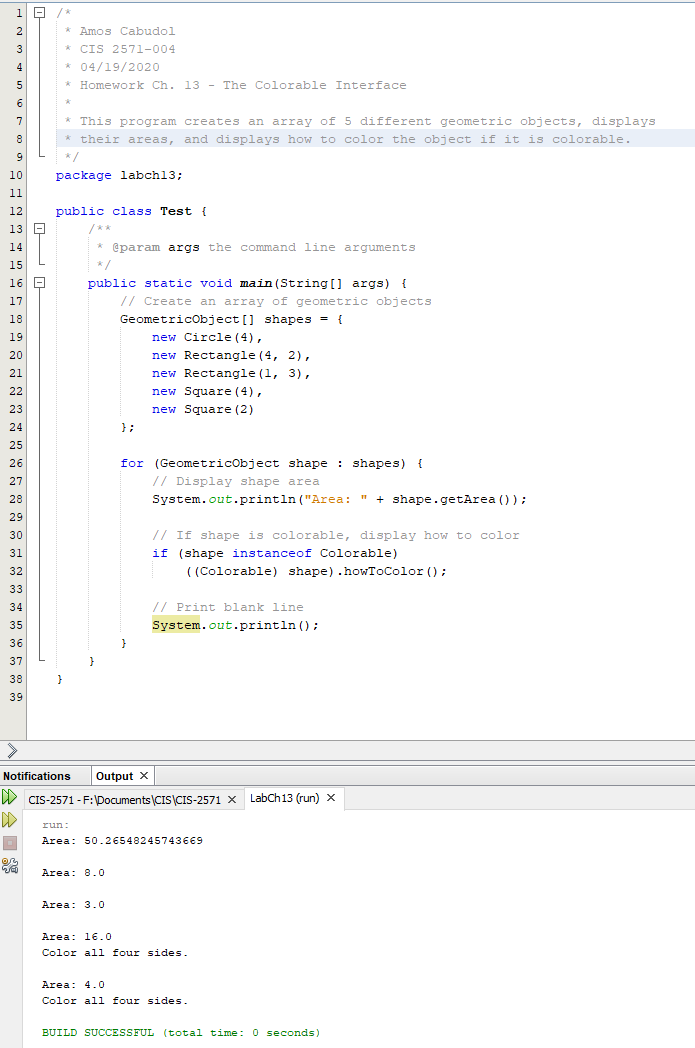 1 /*
2  * Amos Cabudol
3  * CIS 2571-004
4  * 04/19/2020
5  * Homework Ch. 13 - The Colorable Interface
6  *
7  * This program creates an array of 5 different geometric objects, displays
8  * their areas, and displays how to color the object if it is colorable.
9  */
10 package labch13;
11
12 public class Test {
13     /**
14      * @param args the command line arguments
15      */
16     public static void main(String[] args) {
17         // Create an array of geometric objects
18         GeometricObject[] shapes = {
19             new Circle(4),
20             new Rectangle(4, 2),
21             new Rectangle(1, 3),
22             new Square(4),
23             new Square(2)
24         };
25
26         for (GeometricObject shape : shapes) {
27             // Display shape area
28             System.out.println("Area: " + shape.getArea());
29
30             // If shape is colorable, display how to color
31             if (shape instanceof Colorable)
32                 ((Colorable) shape).howToColor();
33
34             // Print blank line
35             System.out.println();
36         }
37     }
38 }
39
Notifications Output ×
CIS-2571 - F:\Documents\CIS\CIS-2571 × LabCh13 (run) ×
run:
Area: 50.26548245743669
Area: 8.0
Area: 3.0
Area: 16.0
Color all four sides.
Area: 4.0
Color all four sides.
BUILD SUCCESSFUL (total time: 0 seconds)